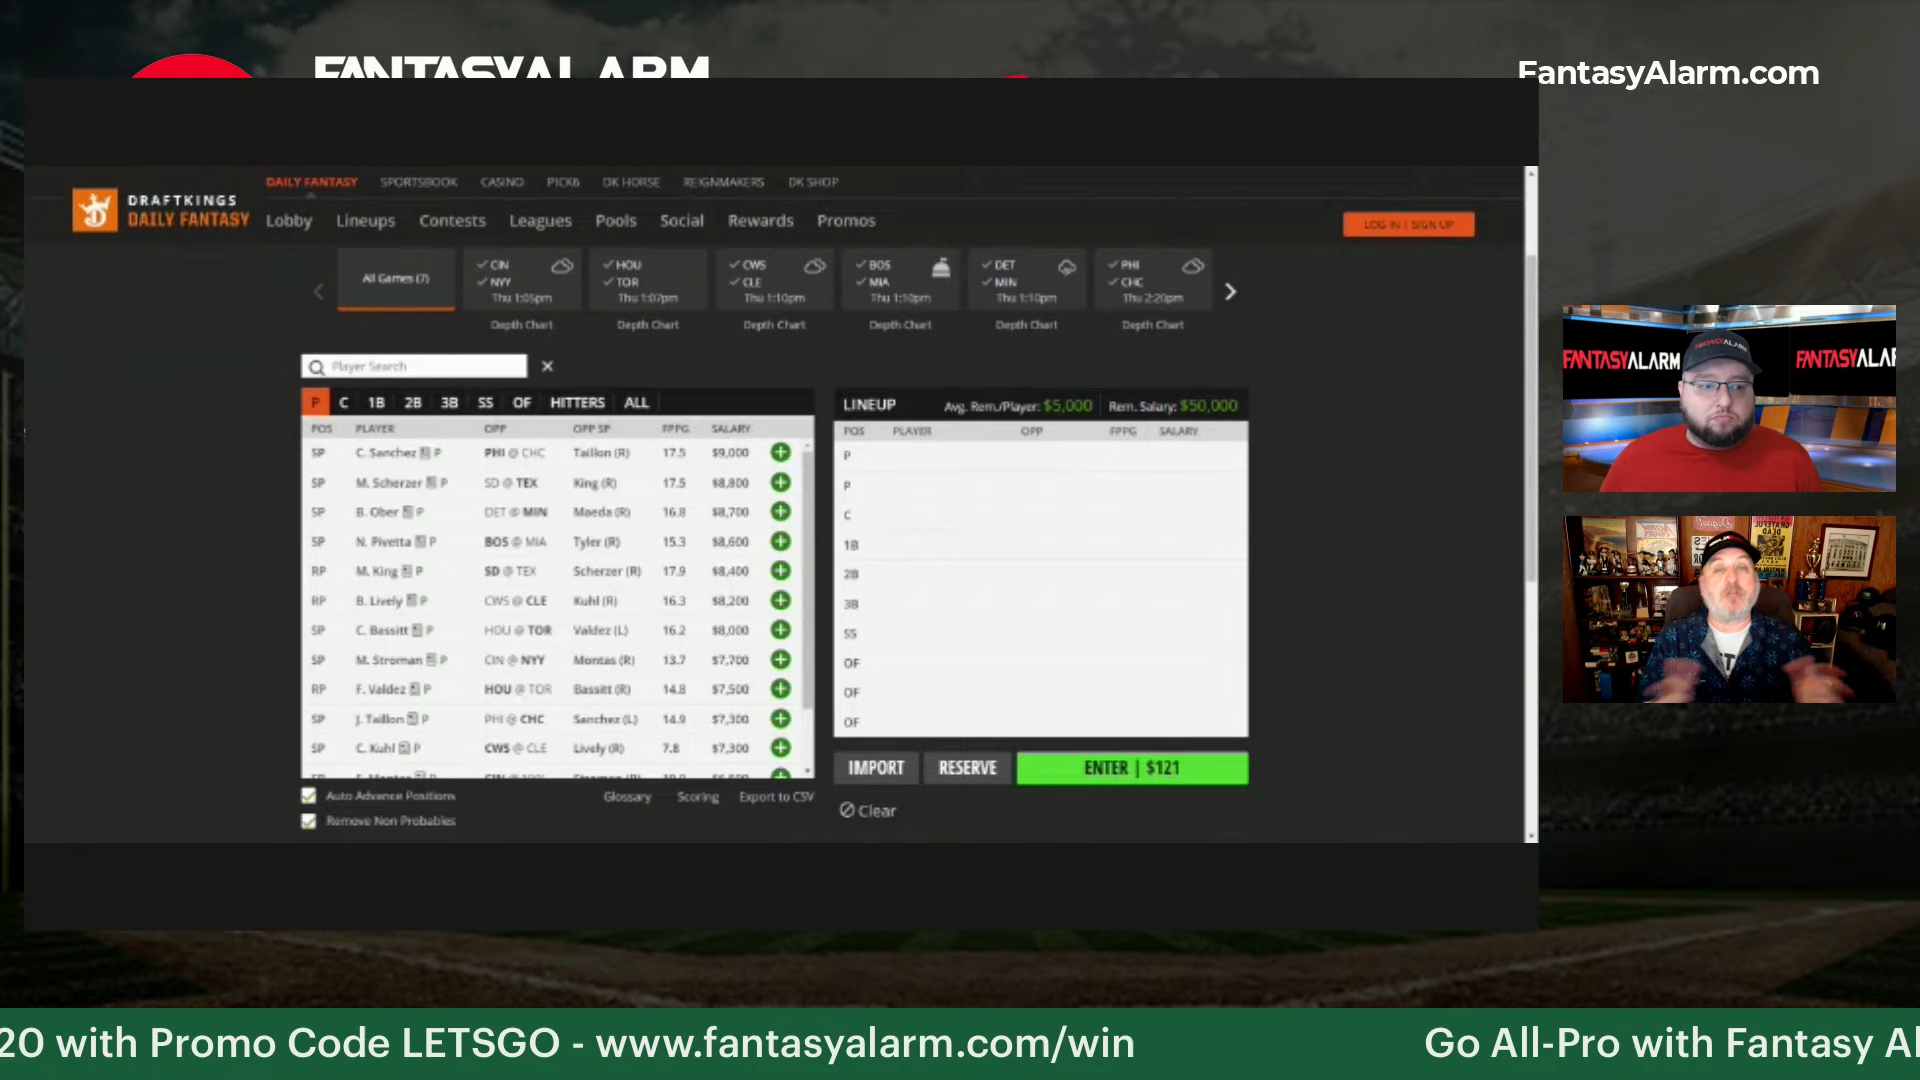 FANTASYALARM
FantasyAlarm.com
DAILY FANTASY SPORTSBOOK CASINO PICK6 DK HORSE REIGNMAKERS DK SHOP
DRAFTKINGS
DAILY FANTASY
Lobby Lineups Contests Leagues Pools Social Rewards Promos
LOG IN | SIGN UP
All Games (7)
CIN
NYY
Thu 1:05pm
Depth Chart
HOU
TOR
Thu 1:07pm
Depth Chart
CWS
CLE
Thu 1:10pm
Depth Chart
BOS
MIA
Thu 1:10pm
Depth Chart
DET
MIN
Thu 1:10pm
Depth Chart
PHI
CHC
Thu 2:20pm
Depth Chart
Player Search
P C 1B 2B 3B SS OF HITTERS ALL
POS PLAYER OPP OPP SP FPPG SALARY
SP C. Sanchez P PHI @ CHC Taillon (R) 17.5 $9,000
SP M. Scherzer P SD @ TEX King (R) 17.5 $8,800
SP B. Ober P DET @ MIN Maeda (R) 16.8 $8,700
SP N. Pivetta P BOS @ MIA Tyler (R) 15.3 $8,600
RP M. King P SD @ TEX Scherzer (R) 17.9 $8,400
RP B. Lively P CWS @ CLE Kuhl (R) 16.3 $8,200
SP C. Bassitt P HOU @ TOR Valdez (L) 16.2 $8,000
SP M. Stroman P CIN @ NYY Montas (R) 13.7 $7,700
RP F. Valdez P HOU @ TOR Bassitt (R) 14.8 $7,500
SP J. Taillon P PHI @ CHC Sanchez (L) 14.9 $7,300
SP C. Kuhl P CWS @ CLE Lively (R) 7.8 $7,300
Auto Advance Positions
Remove Non Probables
Glossary Scoring Export to CSV
LINEUP Avg. Rem./Player: $5,000 Rem. Salary: $50,000
POS PLAYER OPP FPPG SALARY
P
P
C
1B
2B
3B
SS
OF
OF
OF
IMPORT RESERVE ENTER | $121
Clear
FANTASYALARM
FANTASYALAR
20 with Promo Code LETSGO - www.fantasyalarm.com/win
Go All-Pro with Fantasy Al